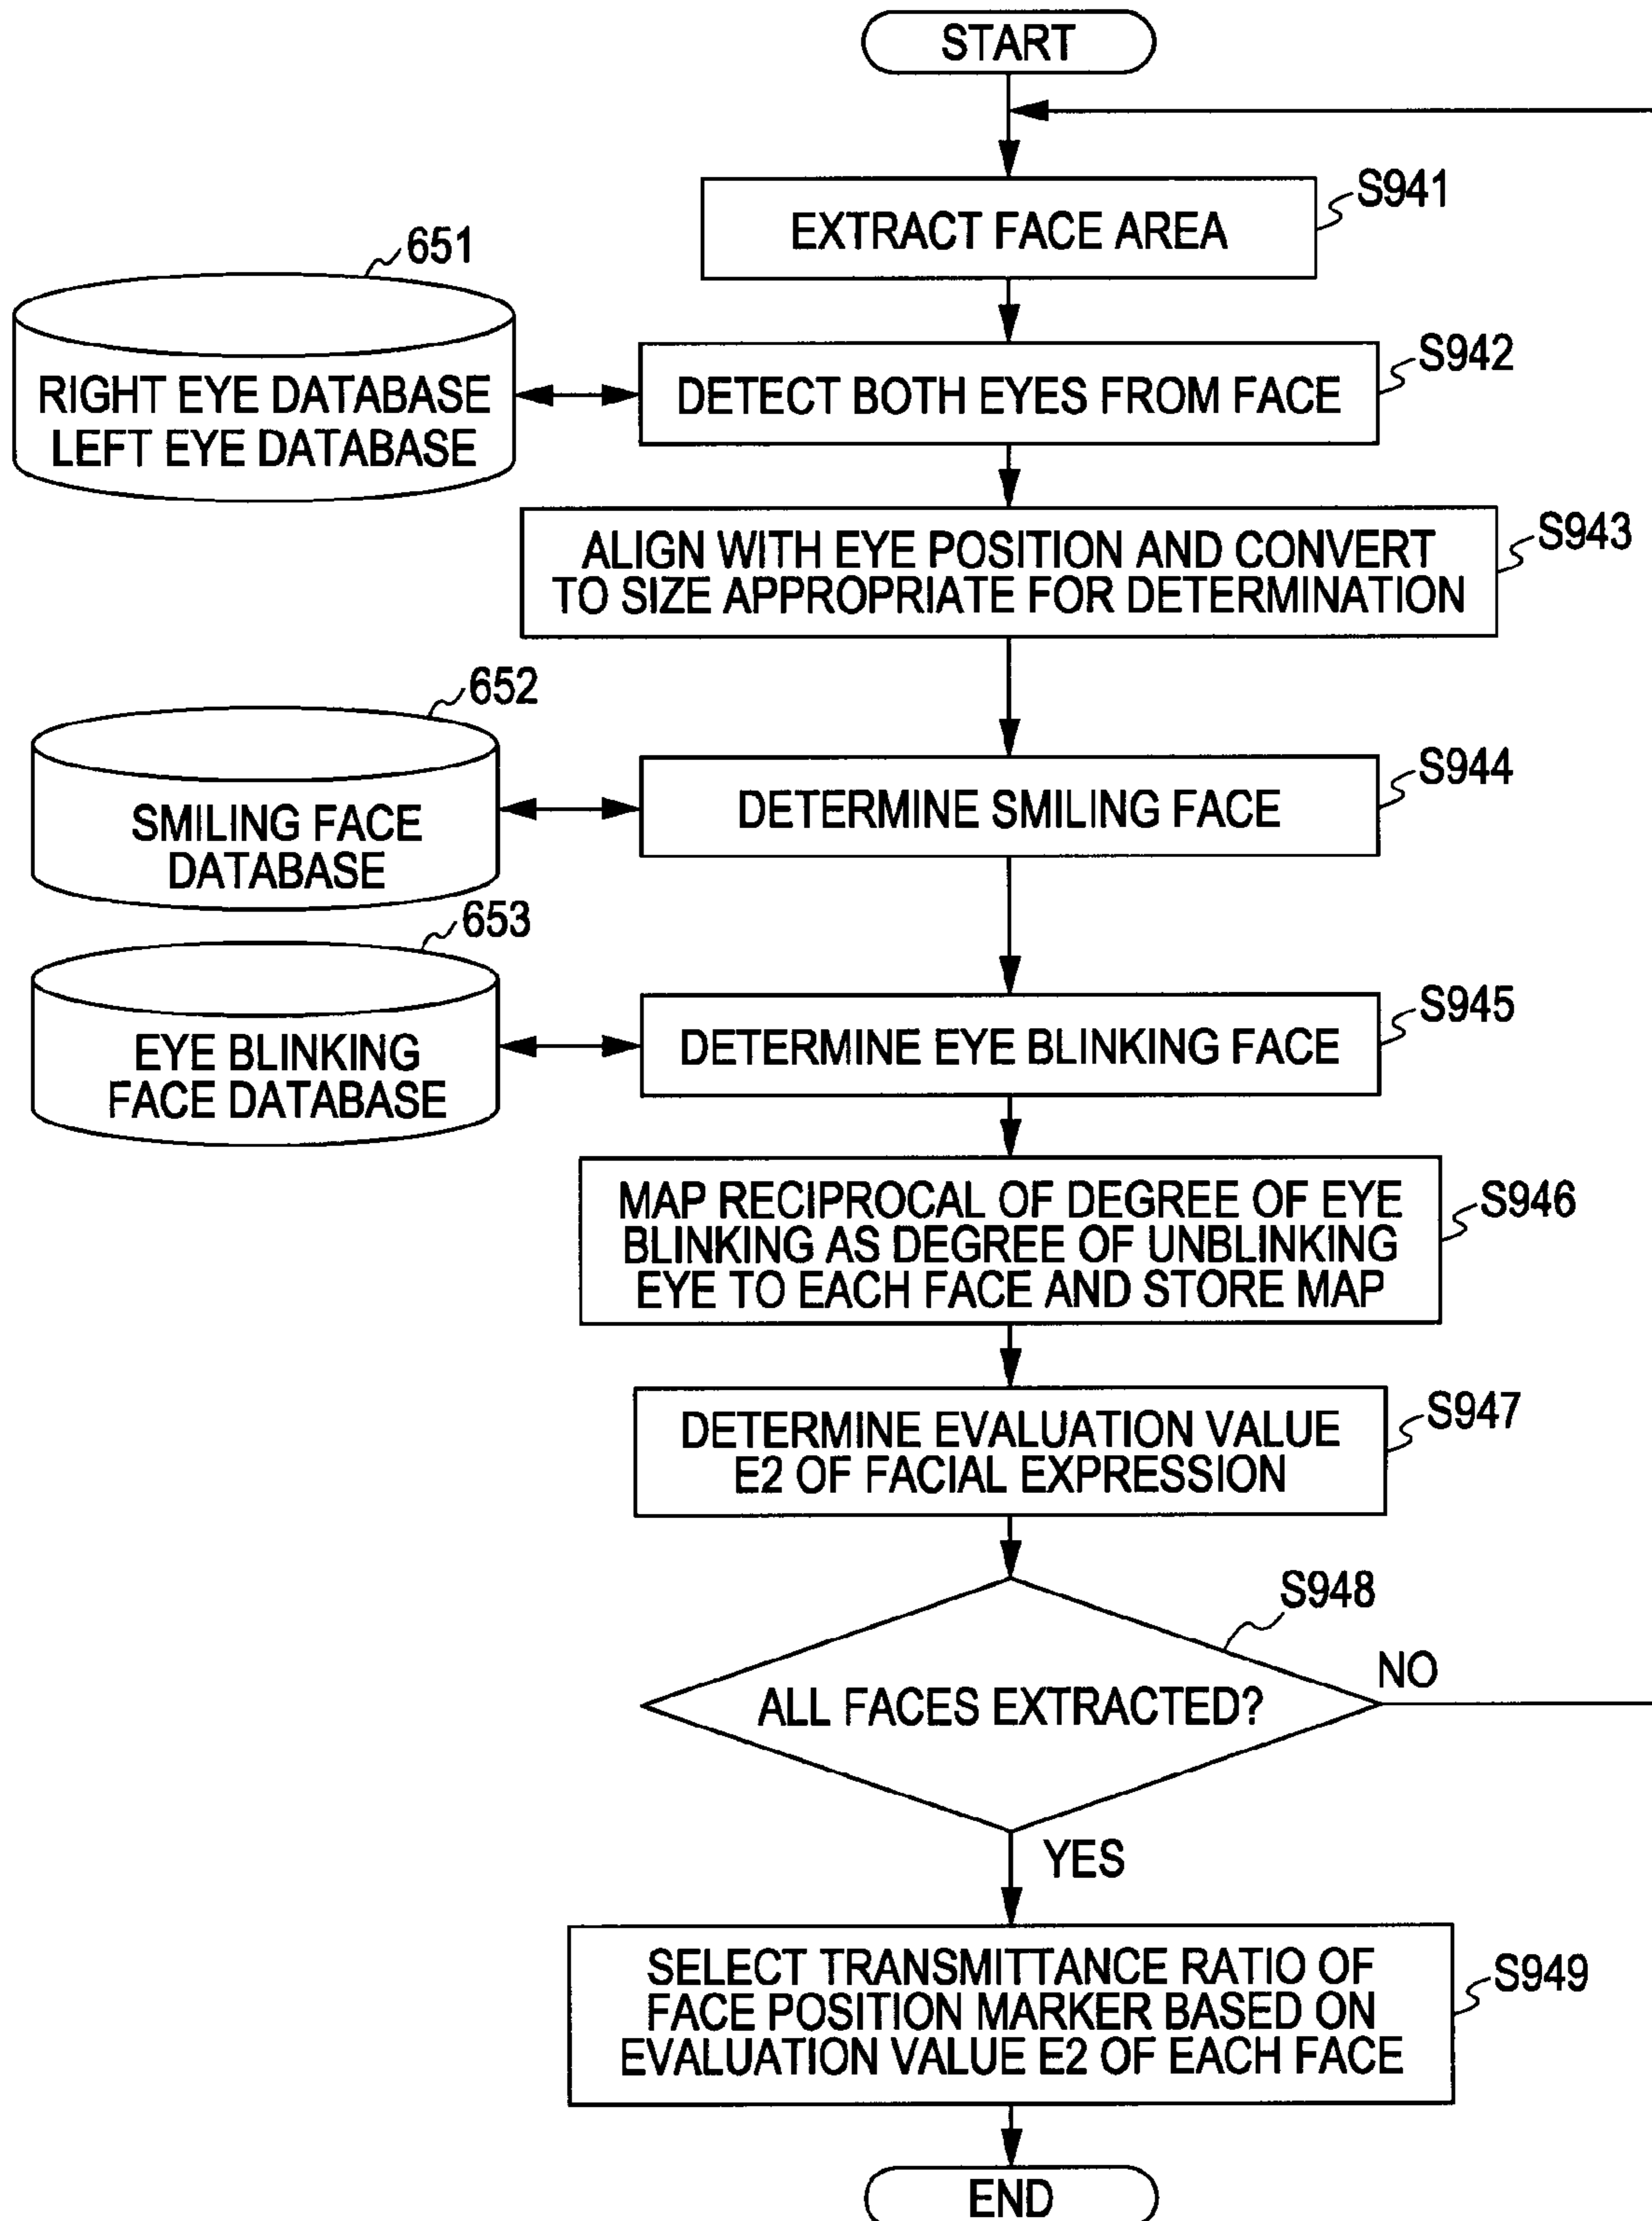 START
S941
EXTRACT FACE AREA
651
RIGHT EYE DATABASE
LEFT EYE DATABASE
S942
DETECT BOTH EYES FROM FACE
S943
ALIGN WITH EYE POSITION AND CONVERT
TO SIZE APPROPRIATE FOR DETERMINATION
652
SMILING FACE
DATABASE
S944
DETERMINE SMILING FACE
653
EYE BLINKING
FACE DATABASE
S945
DETERMINE EYE BLINKING FACE
S946
MAP RECIPROCAL OF DEGREE OF EYE
BLINKING AS DEGREE OF UNBLINKING
EYE TO EACH FACE AND STORE MAP
S947
DETERMINE EVALUATION VALUE
E2 OF FACIAL EXPRESSION
S948
ALL FACES EXTRACTED?
NO
YES
S949
SELECT TRANSMITTANCE RATIO OF
FACE POSITION MARKER BASED ON
EVALUATION VALUE E2 OF EACH FACE
END